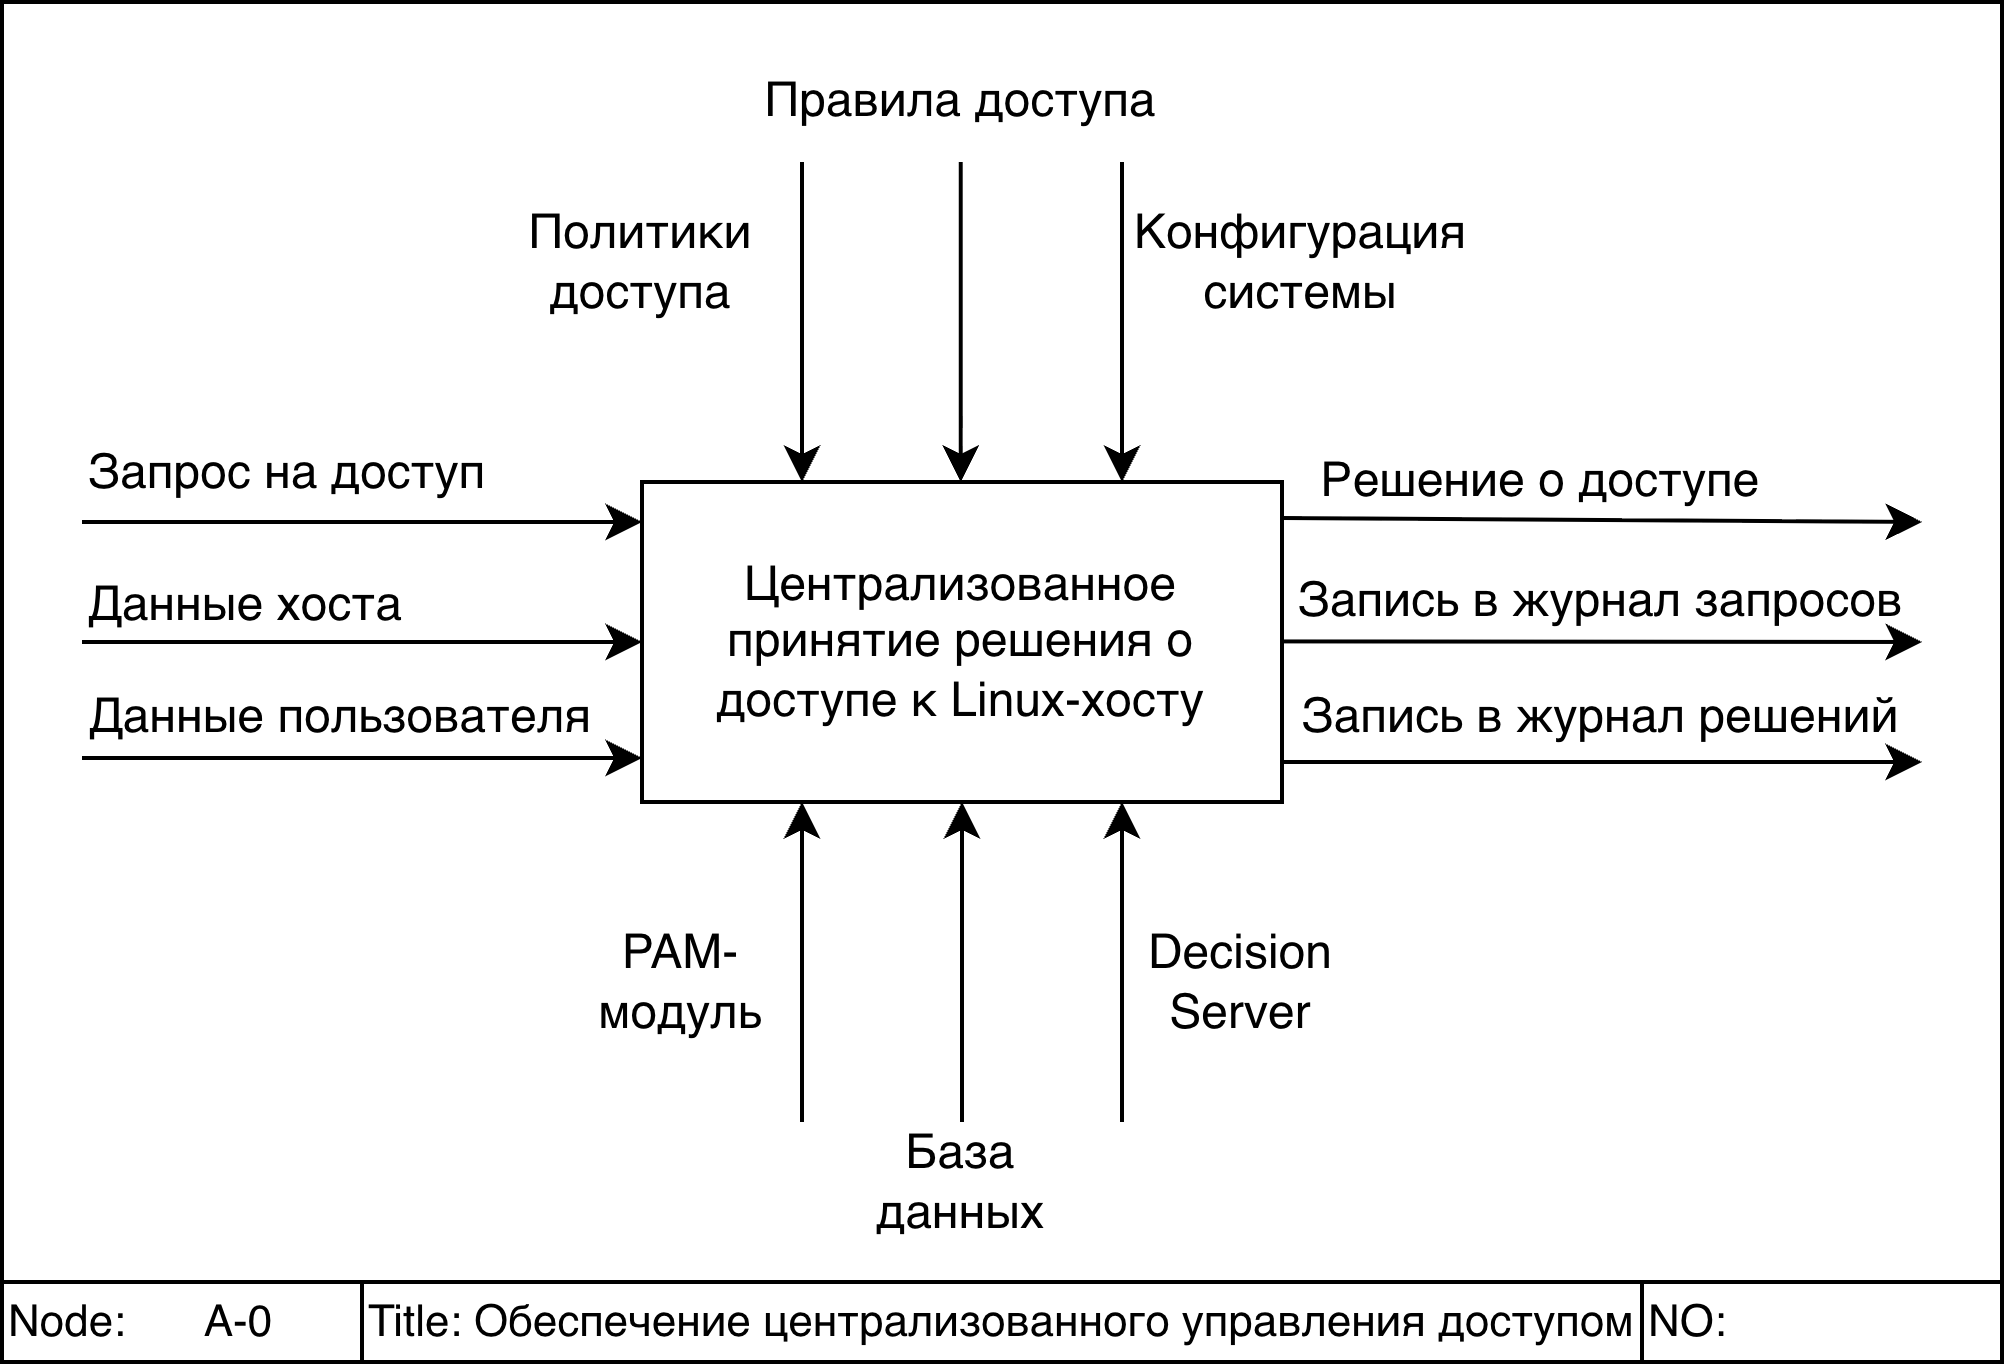 Правила доступа
Политики
доступа
Конфигурация
системы
Запрос на доступ
Данные хоста
Данные пользователя
Централизованное
принятие решения о
доступе к Linux-хосту
Решение о доступе
Запись в журнал запросов
Запись в журнал решений
PAM-
модуль
Decision
Server
База
данных
Node: A-0
Title: Обеспечение централизованного управления доступом
NO: